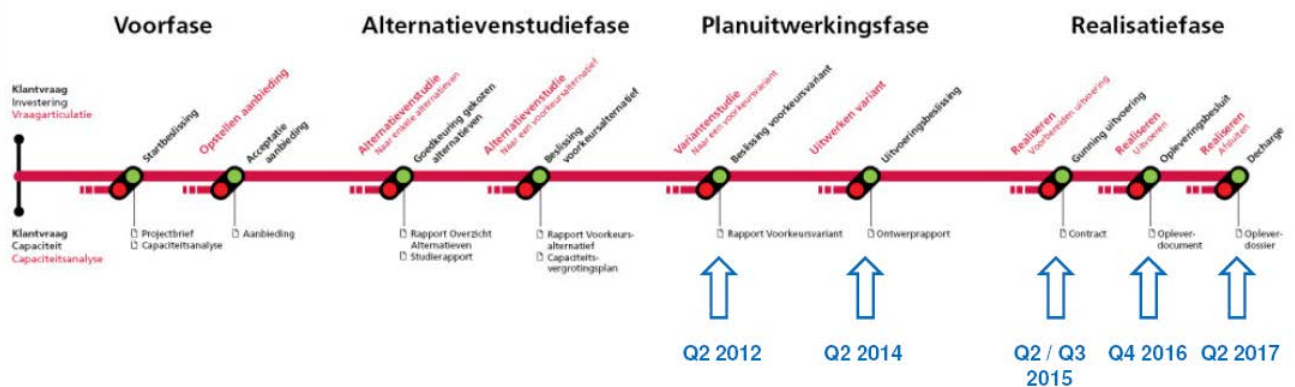 Voorfase
Alternatievenstudiefase
Planuitwerkingsfase
Realisatiefase
Klantvraag
Investering
Vraagarticulatie
Startbeslissing
Opstellen aanbieding
Acceptatie
aanbieding
Alternatievenstudie
Naar enkele alternatieven
Goedkeuring gekozen
alternatieven
Alternatievenstudie
Naar een voorkeursalternatief
Beslissing
voorkeursalternatief
Variantenstudie
Naar een voorkeursvariant
Beslissing voorkeursvariant
Uitwerken variant
Uitvoeringsbeslissing
Realiseren
Voorbereiden uitvoering
Gunning uitvoering
Realiseren
Uitvoeren
Opleveringsbesluit
Realiseren
Afsluiten
Decharge
Klantvraag
Capaciteit
Capaciteitsanalyse
Projectbrief
Capaciteitsanalyse
Aanbieding
Rapport Overzicht
Alternatieven
Studierapport
Rapport Voorkeurs-
alternatief
Capaciteits-
vergrotingsplan
Rapport Voorkeursvariant
Ontwerprapport
Contract
Oplever-
document
Oplever-
dossier
Q2 2012
Q2 2014
Q2 / Q3
2015
Q4 2016
Q2 2017